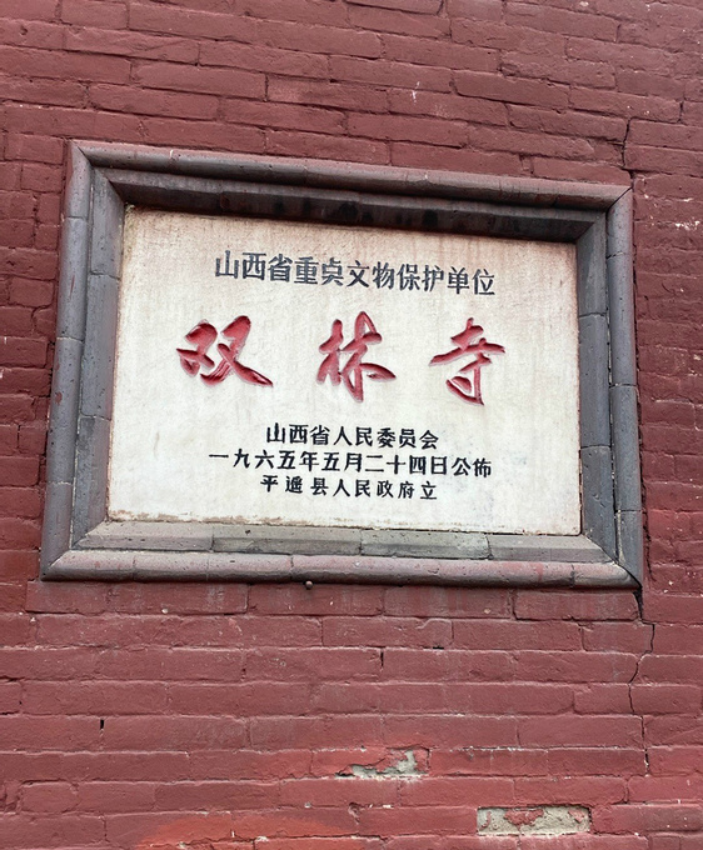 山西省重点文物保护单位
双林寺
山西省人民委员会
一九六五年五月二十四日公佈
平遥县人民政府立